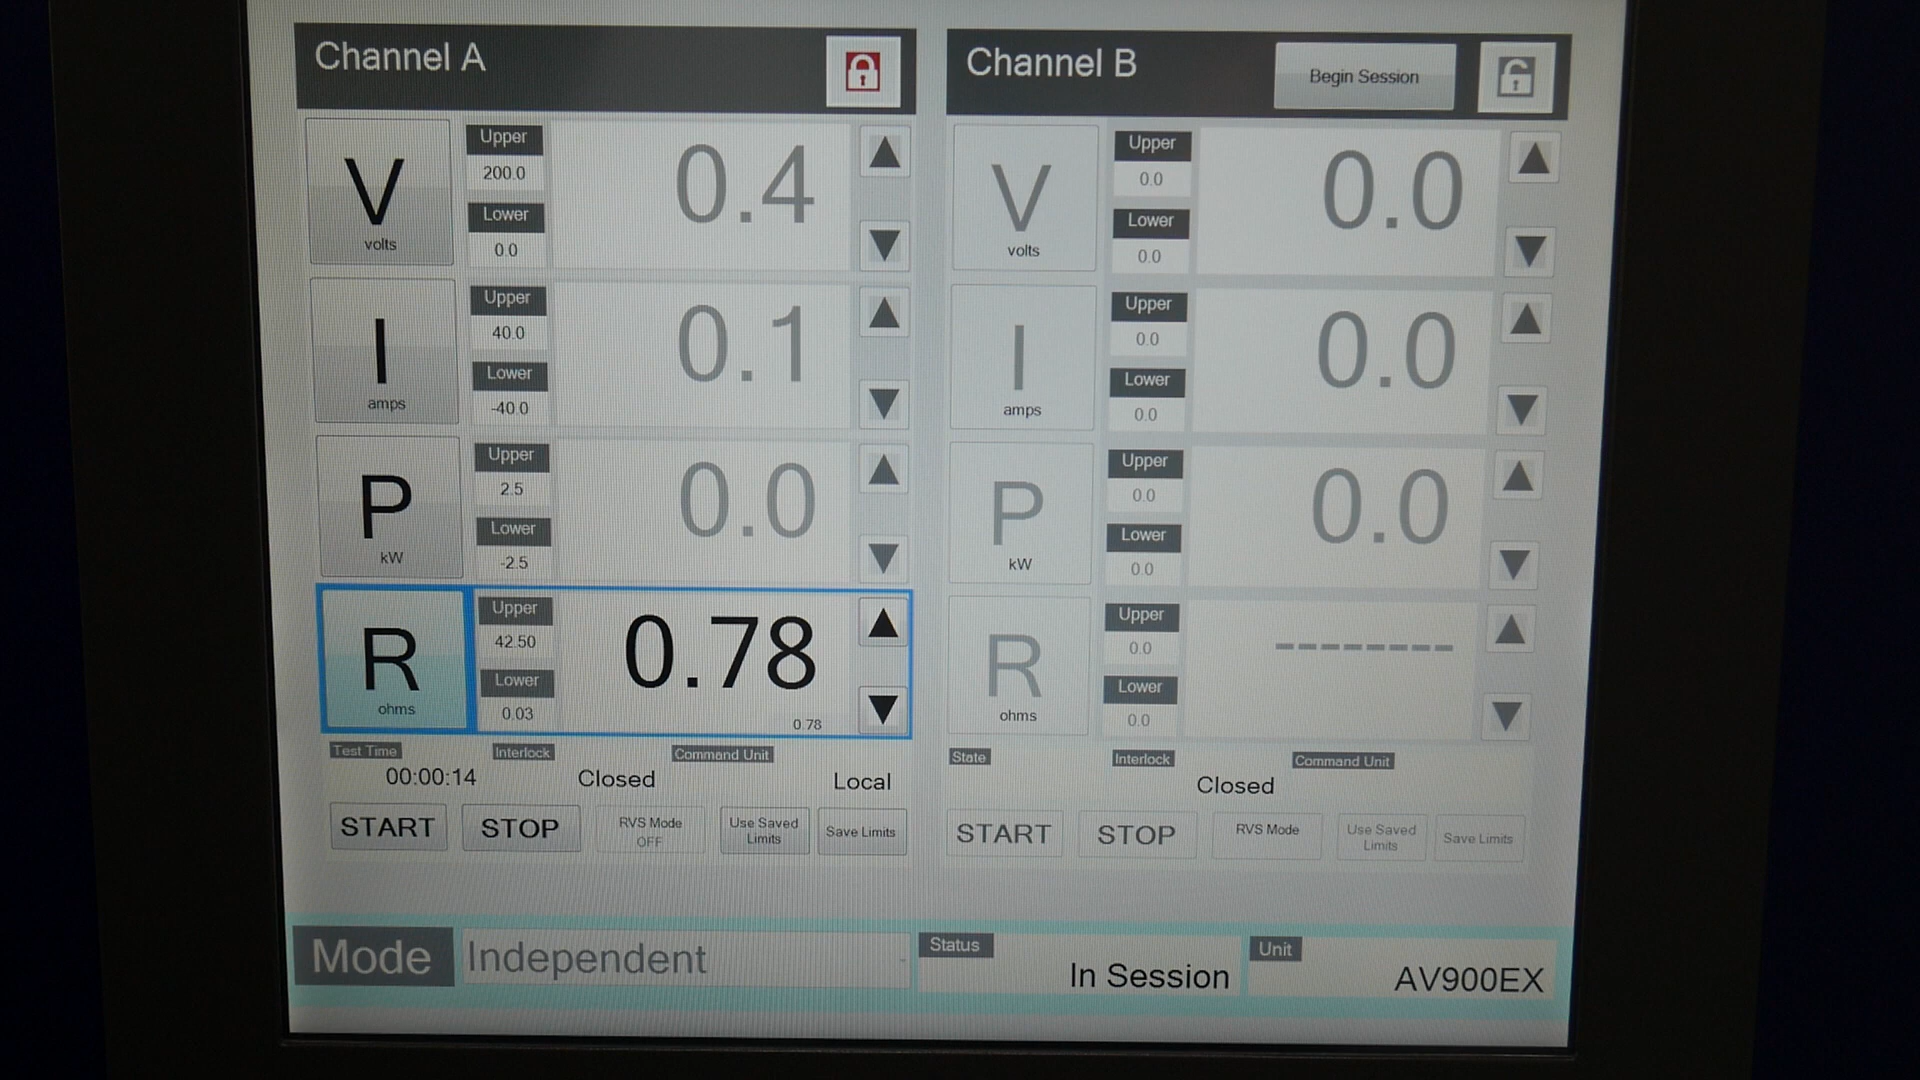 Channel A
V
volts
Upper
200.0
Lower
0.0
0.4
I
amps
Upper
40.0
Lower
-40.0
0.1
P
kW
Upper
2.5
Lower
-2.5
0.0
R
ohms
Upper
42.50
Lower
0.03
0.78
0.78
Test Time
00:00:14
Interlock
Closed
Command Unit
Local
START
STOP
RVS Mode
OFF
Use Saved
Limits
Save Limits
Channel B
Begin Session
V
volts
Upper
0.0
Lower
0.0
0.0
I
amps
Upper
0.0
Lower
0.0
0.0
P
kW
Upper
0.0
Lower
0.0
0.0
R
ohms
Upper
0.0
Lower
0.0
--------
State
Interlock
Closed
Command Unit
START
STOP
RVS Mode
Use Saved
Limits
Save Limits
Mode
Independent
Status
In Session
Unit
AV900EX